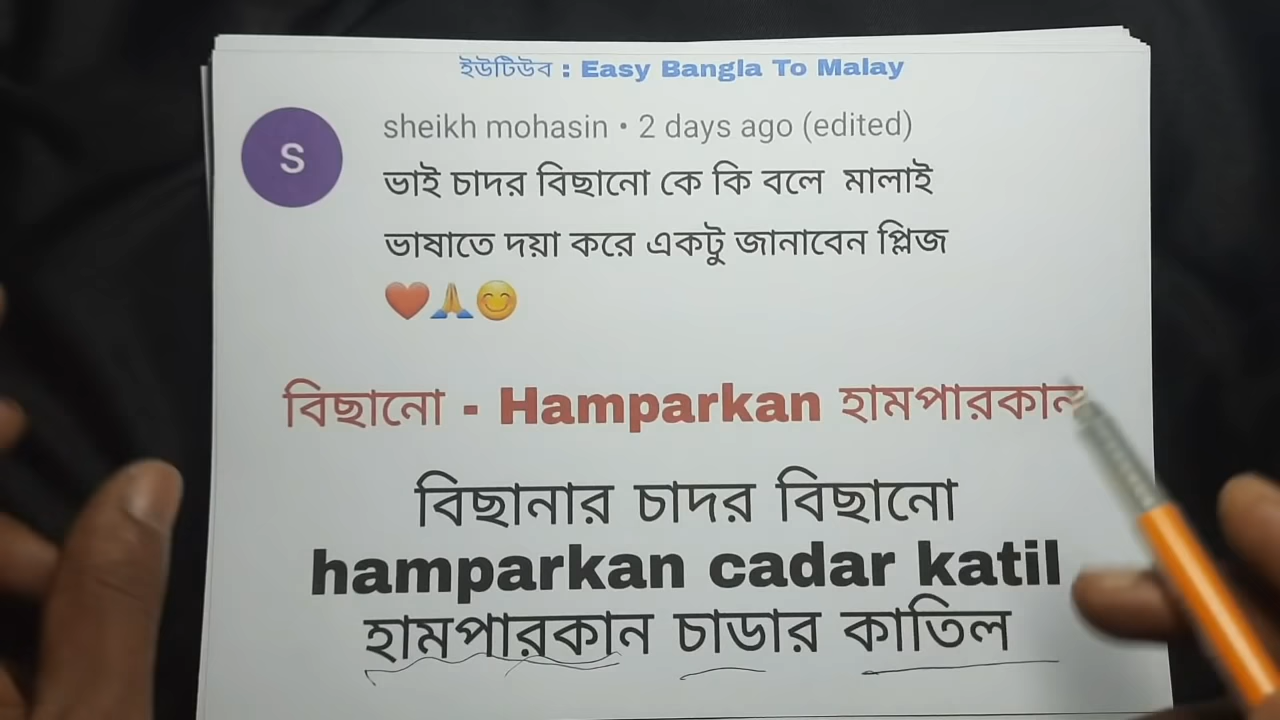 ইউটিউব : Easy Bangla To Malay
S
sheikh mohasin • 2 days ago (edited)
ভাই চাদর বিছানো কে কি বলে মালাই
ভাষাতে দয়া করে একটু জানাবেন প্লিজ
❤️🙏😊
বিছানো - Hamparkan হামপারকান
বিছানার চাদর বিছানো
hamparkan cadar katil
হামপারকান চাডার কাতিল